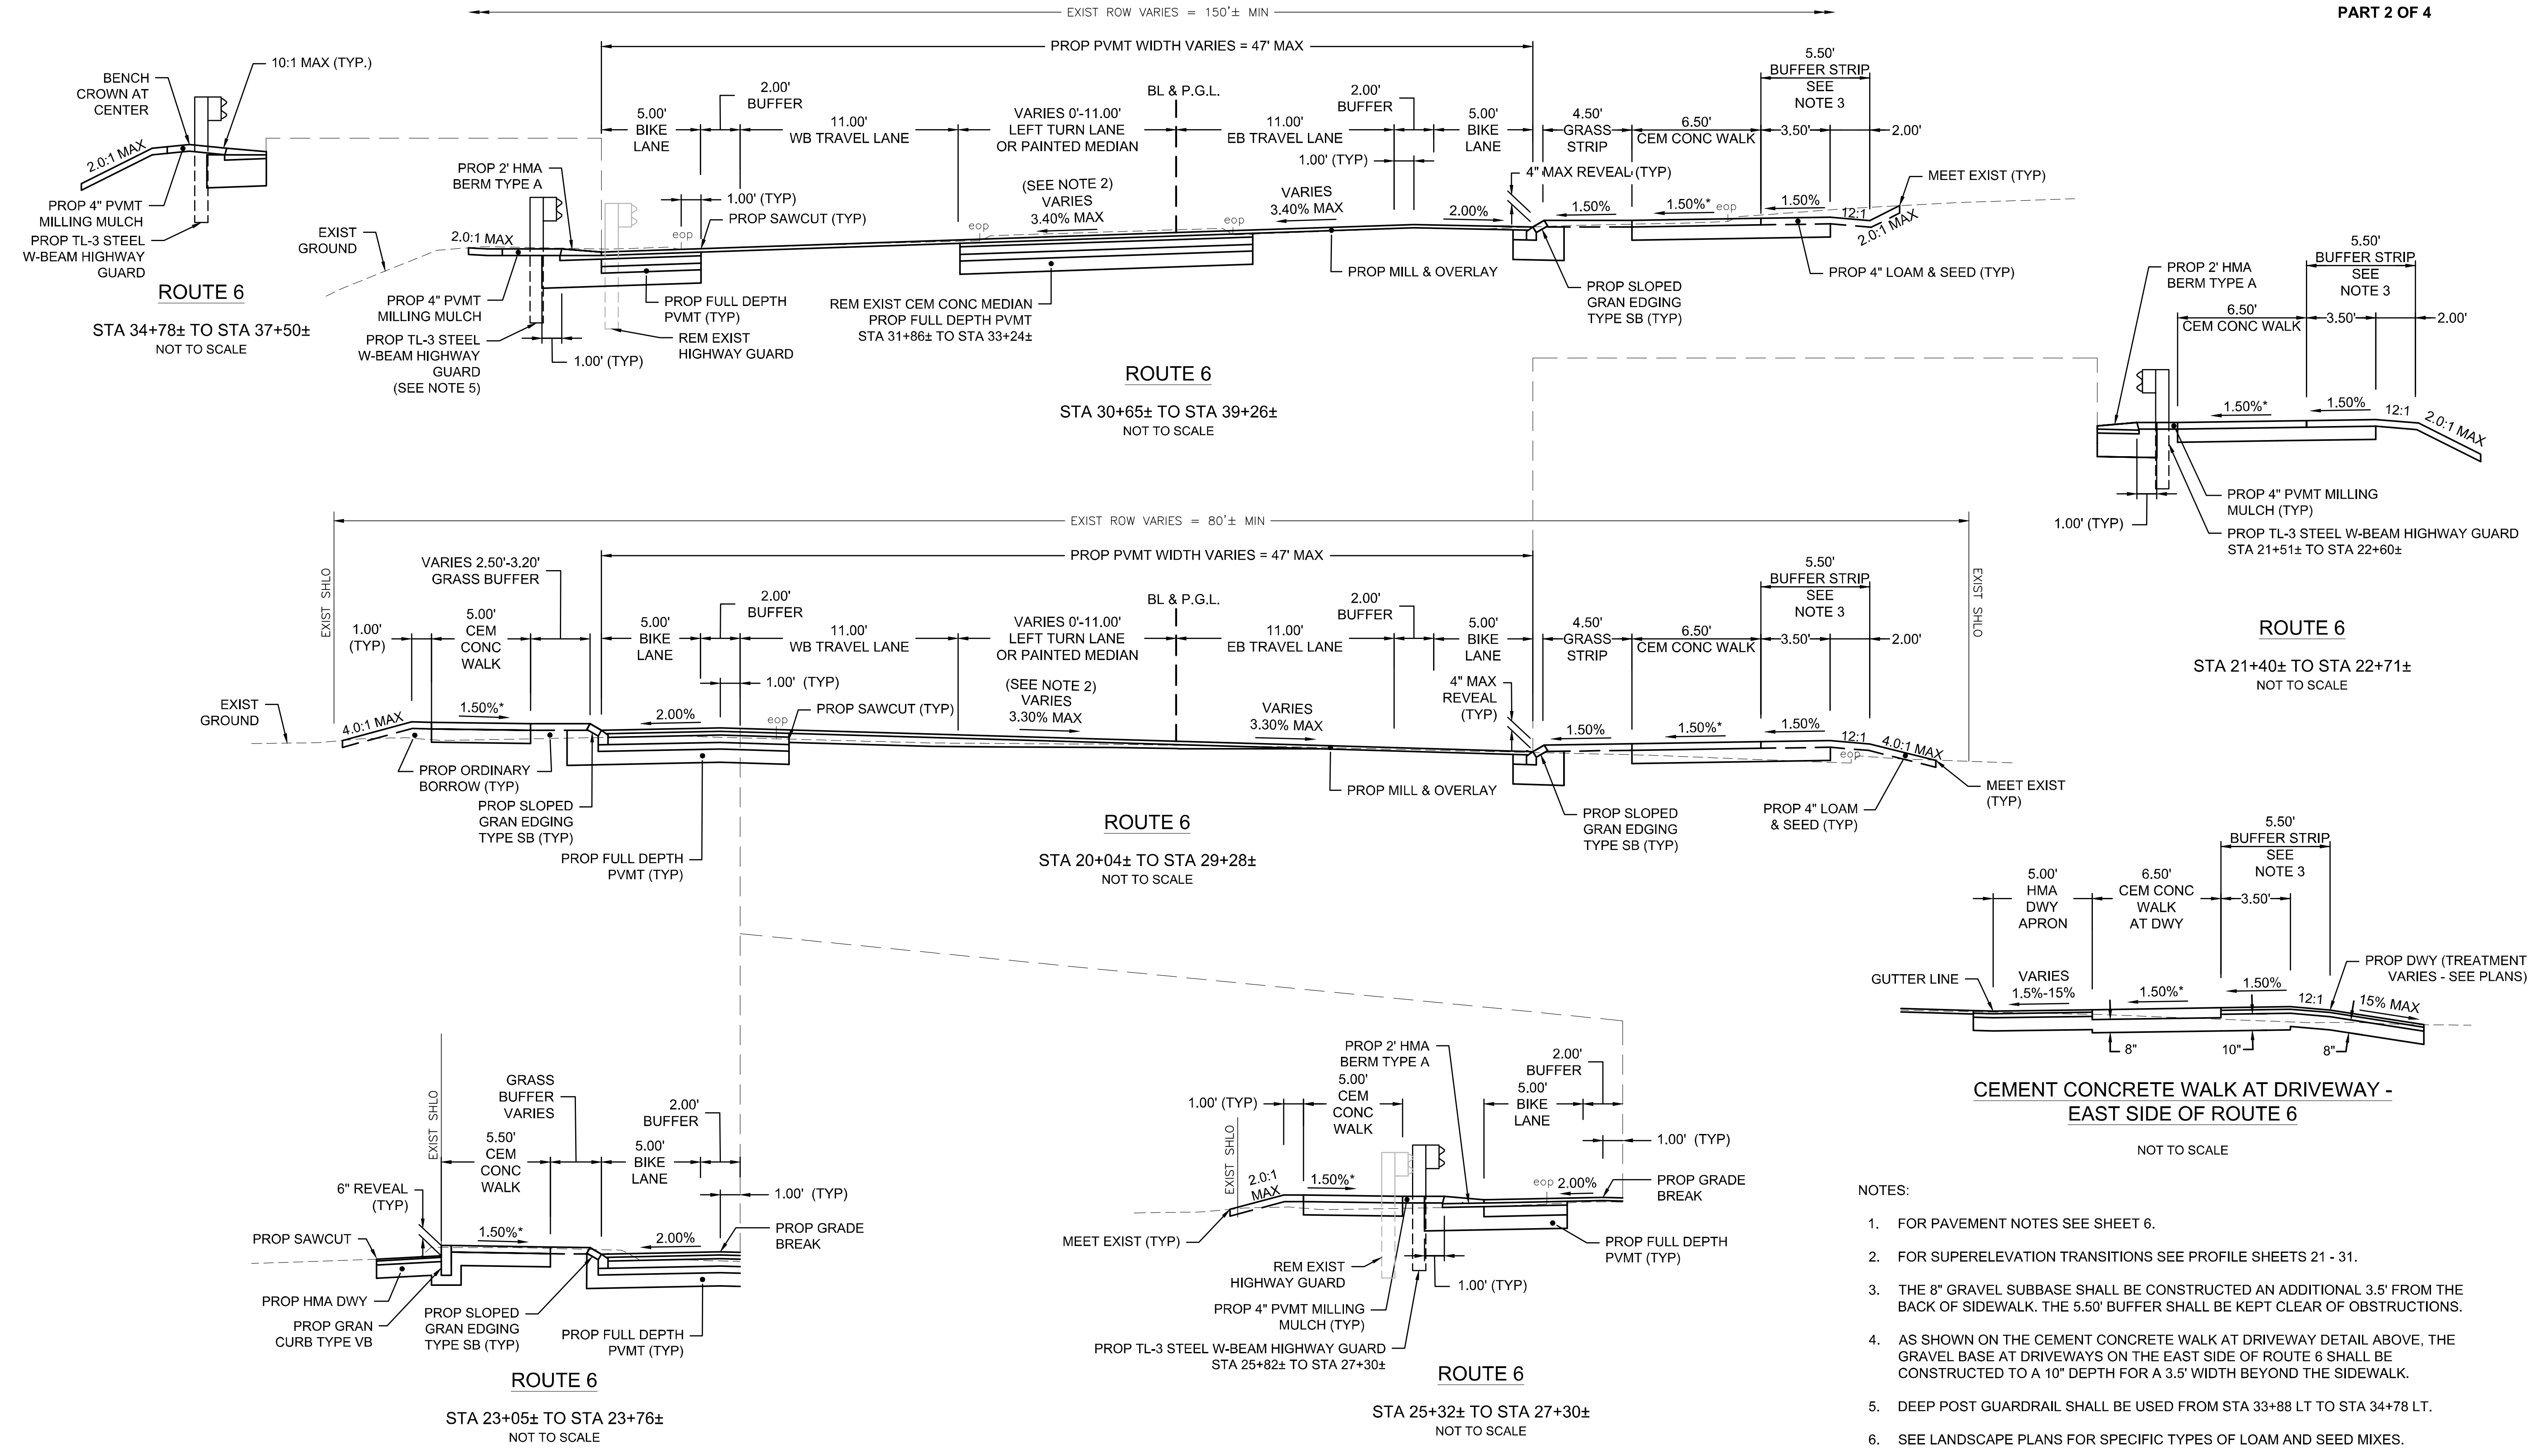 PART 2 OF 4
EXIST ROW VARIES = 150'± MIN
PROP PVMT WIDTH VARIES = 47' MAX
BENCH
CROWN AT
CENTER
10:1 MAX (TYP.)
2.0:1 MAX
PROP 4" PVMT
MILLING MULCH
PROP TL-3 STEEL
W-BEAM HIGHWAY
GUARD
ROUTE 6
STA 34+78± TO STA 37+50±
NOT TO SCALE
5.00'
BIKE
LANE
2.00'
BUFFER
11.00'
WB TRAVEL LANE
VARIES 0'-11.00'
LEFT TURN LANE
OR PAINTED MEDIAN
BL & P.G.L.
11.00'
EB TRAVEL LANE
2.00'
BUFFER
1.00' (TYP)
5.00'
BIKE
LANE
4.50'
GRASS
STRIP
6.50'
CEM CONC WALK
5.50'
BUFFER STRIP
SEE
NOTE 3
3.50'
2.00'
PROP 2' HMA
BERM TYPE A
1.00' (TYP)
PROP SAWCUT (TYP)
eop
(SEE NOTE 2)
VARIES
3.40% MAX
eop
eop
VARIES
3.40% MAX
2.00%
4" MAX REVEAL (TYP)
1.50%
1.50%*
eop
1.50%
12:1
2.0:1 MAX
MEET EXIST (TYP)
EXIST
GROUND
2.0:1 MAX
PROP 4" PVMT
MILLING MULCH
PROP TL-3 STEEL
W-BEAM HIGHWAY
GUARD
(SEE NOTE 5)
1.00' (TYP)
PROP FULL DEPTH
PVMT (TYP)
REM EXIST
HIGHWAY GUARD
REM EXIST CEM CONC MEDIAN
PROP FULL DEPTH PVMT
STA 31+86± TO STA 33+24±
PROP MILL & OVERLAY
PROP SLOPED
GRAN EDGING
TYPE SB (TYP)
PROP 4" LOAM & SEED (TYP)
ROUTE 6
STA 30+65± TO STA 39+26±
NOT TO SCALE
PROP 2' HMA
BERM TYPE A
5.50'
BUFFER STRIP
SEE
NOTE 3
6.50'
CEM CONC WALK
3.50'
2.00'
1.50%*
1.50%
12:1
2.0:1 MAX
1.00' (TYP)
PROP 4" PVMT MILLING
MULCH (TYP)
PROP TL-3 STEEL W-BEAM HIGHWAY GUARD
STA 21+51± TO STA 22+60±
ROUTE 6
STA 21+40± TO STA 22+71±
NOT TO SCALE
EXIST ROW VARIES = 80'± MIN
PROP PVMT WIDTH VARIES = 47' MAX
EXIST SHLO
VARIES 2.50'-3.20'
GRASS BUFFER
1.00'
(TYP)
5.00'
CEM
CONC
WALK
5.00'
BIKE
LANE
2.00'
BUFFER
11.00'
WB TRAVEL LANE
VARIES 0'-11.00'
LEFT TURN LANE
OR PAINTED MEDIAN
BL & P.G.L.
11.00'
EB TRAVEL LANE
2.00'
BUFFER
5.00'
BIKE
LANE
4.50'
GRASS
STRIP
6.50'
CEM CONC WALK
5.50'
BUFFER STRIP
SEE
NOTE 3
3.50'
2.00'
EXIST SHLO
1.00' (TYP)
PROP SAWCUT (TYP)
(SEE NOTE 2)
VARIES
3.30% MAX
VARIES
3.30% MAX
4" MAX
REVEAL
(TYP)
EXIST
GROUND
4.0:1 MAX
1.50%*
2.00%
eop
1.50%
1.50%*
1.50%
12:1
4.0:1 MAX
eop
PROP ORDINARY
BORROW (TYP)
PROP SLOPED
GRAN EDGING
TYPE SB (TYP)
PROP FULL DEPTH
PVMT (TYP)
PROP MILL & OVERLAY
PROP SLOPED
GRAN EDGING
TYPE SB (TYP)
PROP 4" LOAM
& SEED (TYP)
MEET EXIST
(TYP)
ROUTE 6
STA 20+04± TO STA 29+28±
NOT TO SCALE
5.00'
HMA
DWY
APRON
6.50'
CEM CONC
WALK
AT DWY
5.50'
BUFFER STRIP
SEE
NOTE 3
3.50'
GUTTER LINE
VARIES
1.5%-15%
1.50%*
1.50%
12:1
15% MAX
PROP DWY (TREATMENT
VARIES - SEE PLANS)
8"
10"
8"
CEMENT CONCRETE WALK AT DRIVEWAY -
EAST SIDE OF ROUTE 6
NOT TO SCALE
EXIST SHLO
GRASS
BUFFER
VARIES
5.50'
CEM
CONC
WALK
5.00'
BIKE
LANE
2.00'
BUFFER
1.00' (TYP)
6" REVEAL
(TYP)
PROP SAWCUT
1.50%*
2.00%
PROP GRADE
BREAK
PROP HMA DWY
PROP GRAN
CURB TYPE VB
PROP SLOPED
GRAN EDGING
TYPE SB (TYP)
PROP FULL DEPTH
PVMT (TYP)
ROUTE 6
STA 23+05± TO STA 23+76±
NOT TO SCALE
PROP 2' HMA
BERM TYPE A
1.00' (TYP)
5.00'
CEM
CONC
WALK
2.00'
BUFFER
5.00'
BIKE
LANE
1.00' (TYP)
EXIST SHLO
2.0:1
MAX
1.50%*
eop
2.00%
PROP GRADE
BREAK
MEET EXIST (TYP)
REM EXIST
HIGHWAY GUARD
1.00' (TYP)
PROP FULL DEPTH
PVMT (TYP)
PROP 4" PVMT MILLING
MULCH (TYP)
PROP TL-3 STEEL W-BEAM HIGHWAY GUARD
STA 25+82± TO STA 27+30±
ROUTE 6
STA 25+32± TO STA 27+30±
NOT TO SCALE
NOTES:
1. FOR PAVEMENT NOTES SEE SHEET 6.
2. FOR SUPERELEVATION TRANSITIONS SEE PROFILE SHEETS 21 - 31.
3. THE 8" GRAVEL SUBBASE SHALL BE CONSTRUCTED AN ADDITIONAL 3.5' FROM THE
BACK OF SIDEWALK. THE 5.50' BUFFER SHALL BE KEPT CLEAR OF OBSTRUCTIONS.
4. AS SHOWN ON THE CEMENT CONCRETE WALK AT DRIVEWAY DETAIL ABOVE, THE
GRAVEL BASE AT DRIVEWAYS ON THE EAST SIDE OF ROUTE 6 SHALL BE
CONSTRUCTED TO A 10" DEPTH FOR A 3.5' WIDTH BEYOND THE SIDEWALK.
5. DEEP POST GUARDRAIL SHALL BE USED FROM STA 33+88 LT TO STA 34+78 LT.
6. SEE LANDSCAPE PLANS FOR SPECIFIC TYPES OF LOAM AND SEED MIXES.